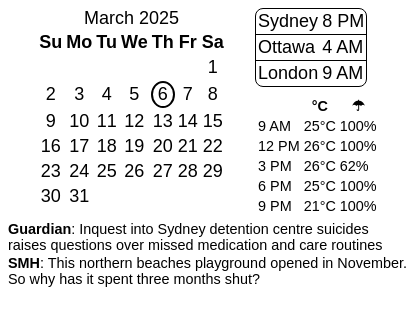 March 2025
Su Mo Tu We Th Fr Sa
1
2 3 4 5 6 7 8
9 10 11 12 13 14 15
16 17 18 19 20 21 22
23 24 25 26 27 28 29
30 31
Sydney 8 PM
Ottawa 4 AM
London 9 AM
°C ☂
9 AM 25°C 100%
12 PM 26°C 100%
3 PM 26°C 62%
6 PM 25°C 100%
9 PM 21°C 100%
Guardian: Inquest into Sydney detention centre suicides
raises questions over missed medication and care routines
SMH: This northern beaches playground opened in November.
So why has it spent three months shut?